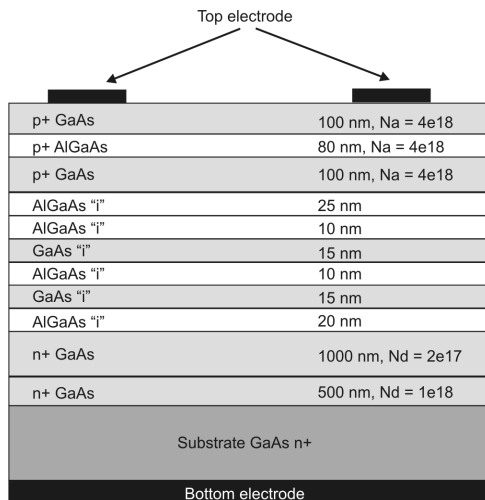 Top electrode
p+ GaAs 100 nm, Na = 4e18
p+ AlGaAs 80 nm, Na = 4e18
p+ GaAs 100 nm, Na = 4e18
AlGaAs “i” 25 nm
AlGaAs “i” 10 nm
GaAs “i” 15 nm
AlGaAs “i” 10 nm
GaAs “i” 15 nm
AlGaAs “i” 20 nm
n+ GaAs 1000 nm, Nd = 2e17
n+ GaAs 500 nm, Nd = 1e18
Substrate GaAs n+
Bottom electrode